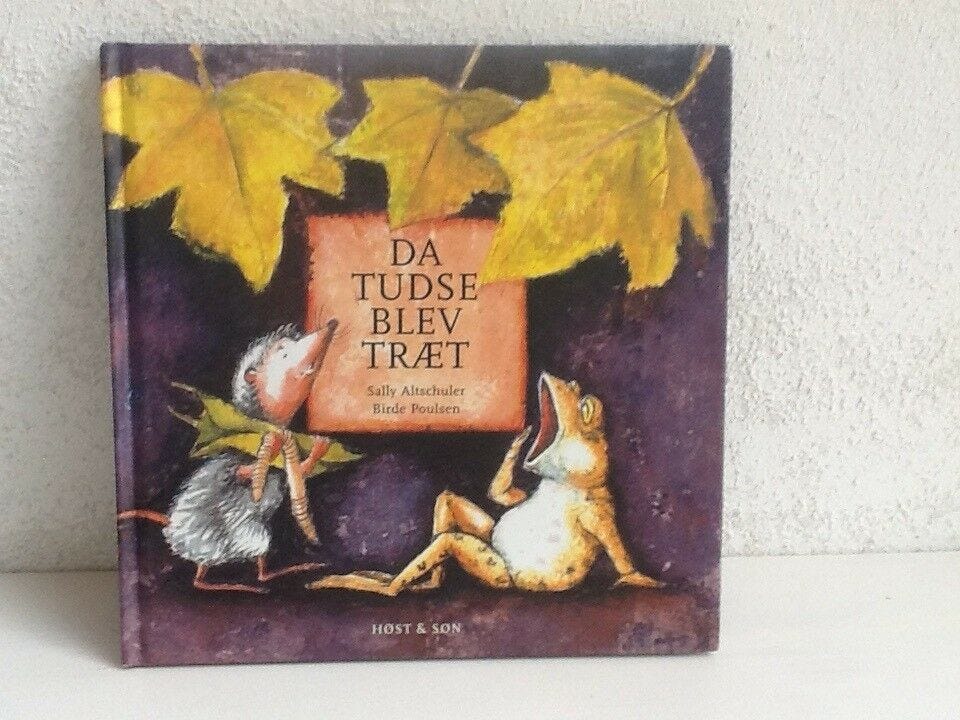 DA
TUDSE
BLEV
TRÆT
Sally Altschuler
Birde Poulsen
HØST & SØN